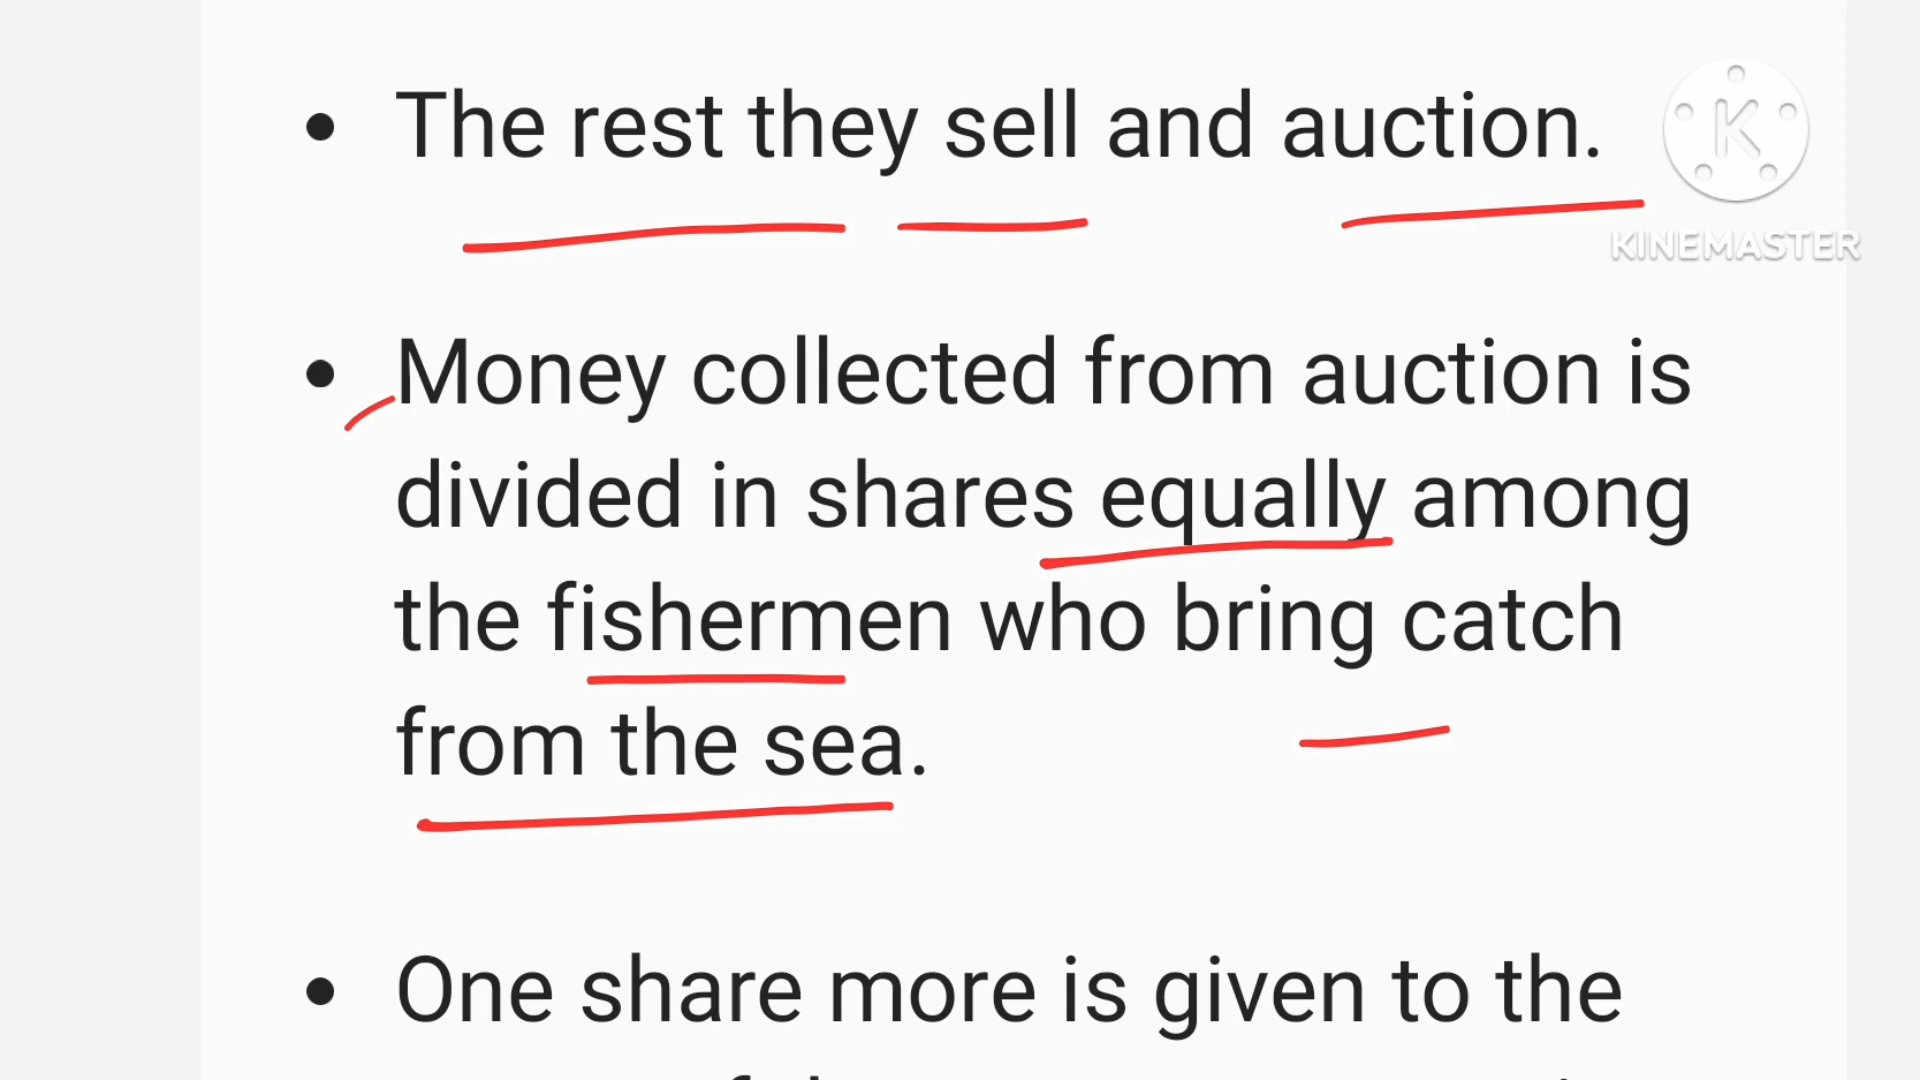 The rest they sell and auction.
K
KINEMASTER
Money collected from auction is
divided in shares equally among
the fishermen who bring catch
from the sea.
One share more is given to the